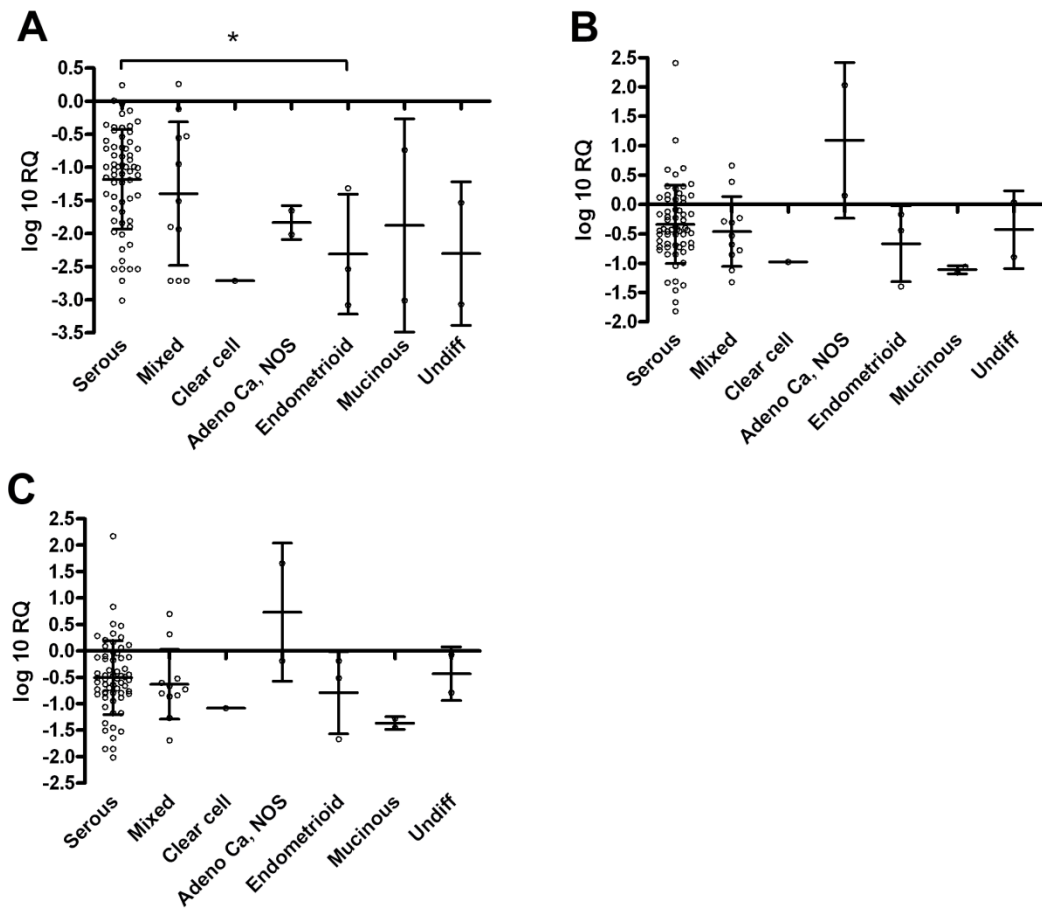 A
*
log 10 RQ
0.5
0.0
-0.5
-1.0
-1.5
-2.0
-2.5
-3.0
-3.5
Serous
Mixed
Clear cell
Adeno Ca, NOS
Endometrioid
Mucinous
Undiff
B
log 10 RQ
2.5
2.5
1.5
1.0
0.5
0.0
-0.5
-1.0
-1.5
-2.0
Serous
Mixed
Clear cell
Adeno Ca, NOS
Endometrioid
Mucinous
Undiff
C
log 10 RQ
2.5
2.0
1.5
1.0
0.5
0.0
-0.5
-1.0
-1.5
-2.0
-2.5
Serous
Mixed
Clear cell
Adeno Ca, NOS
Endometrioid
Mucinous
Undiff